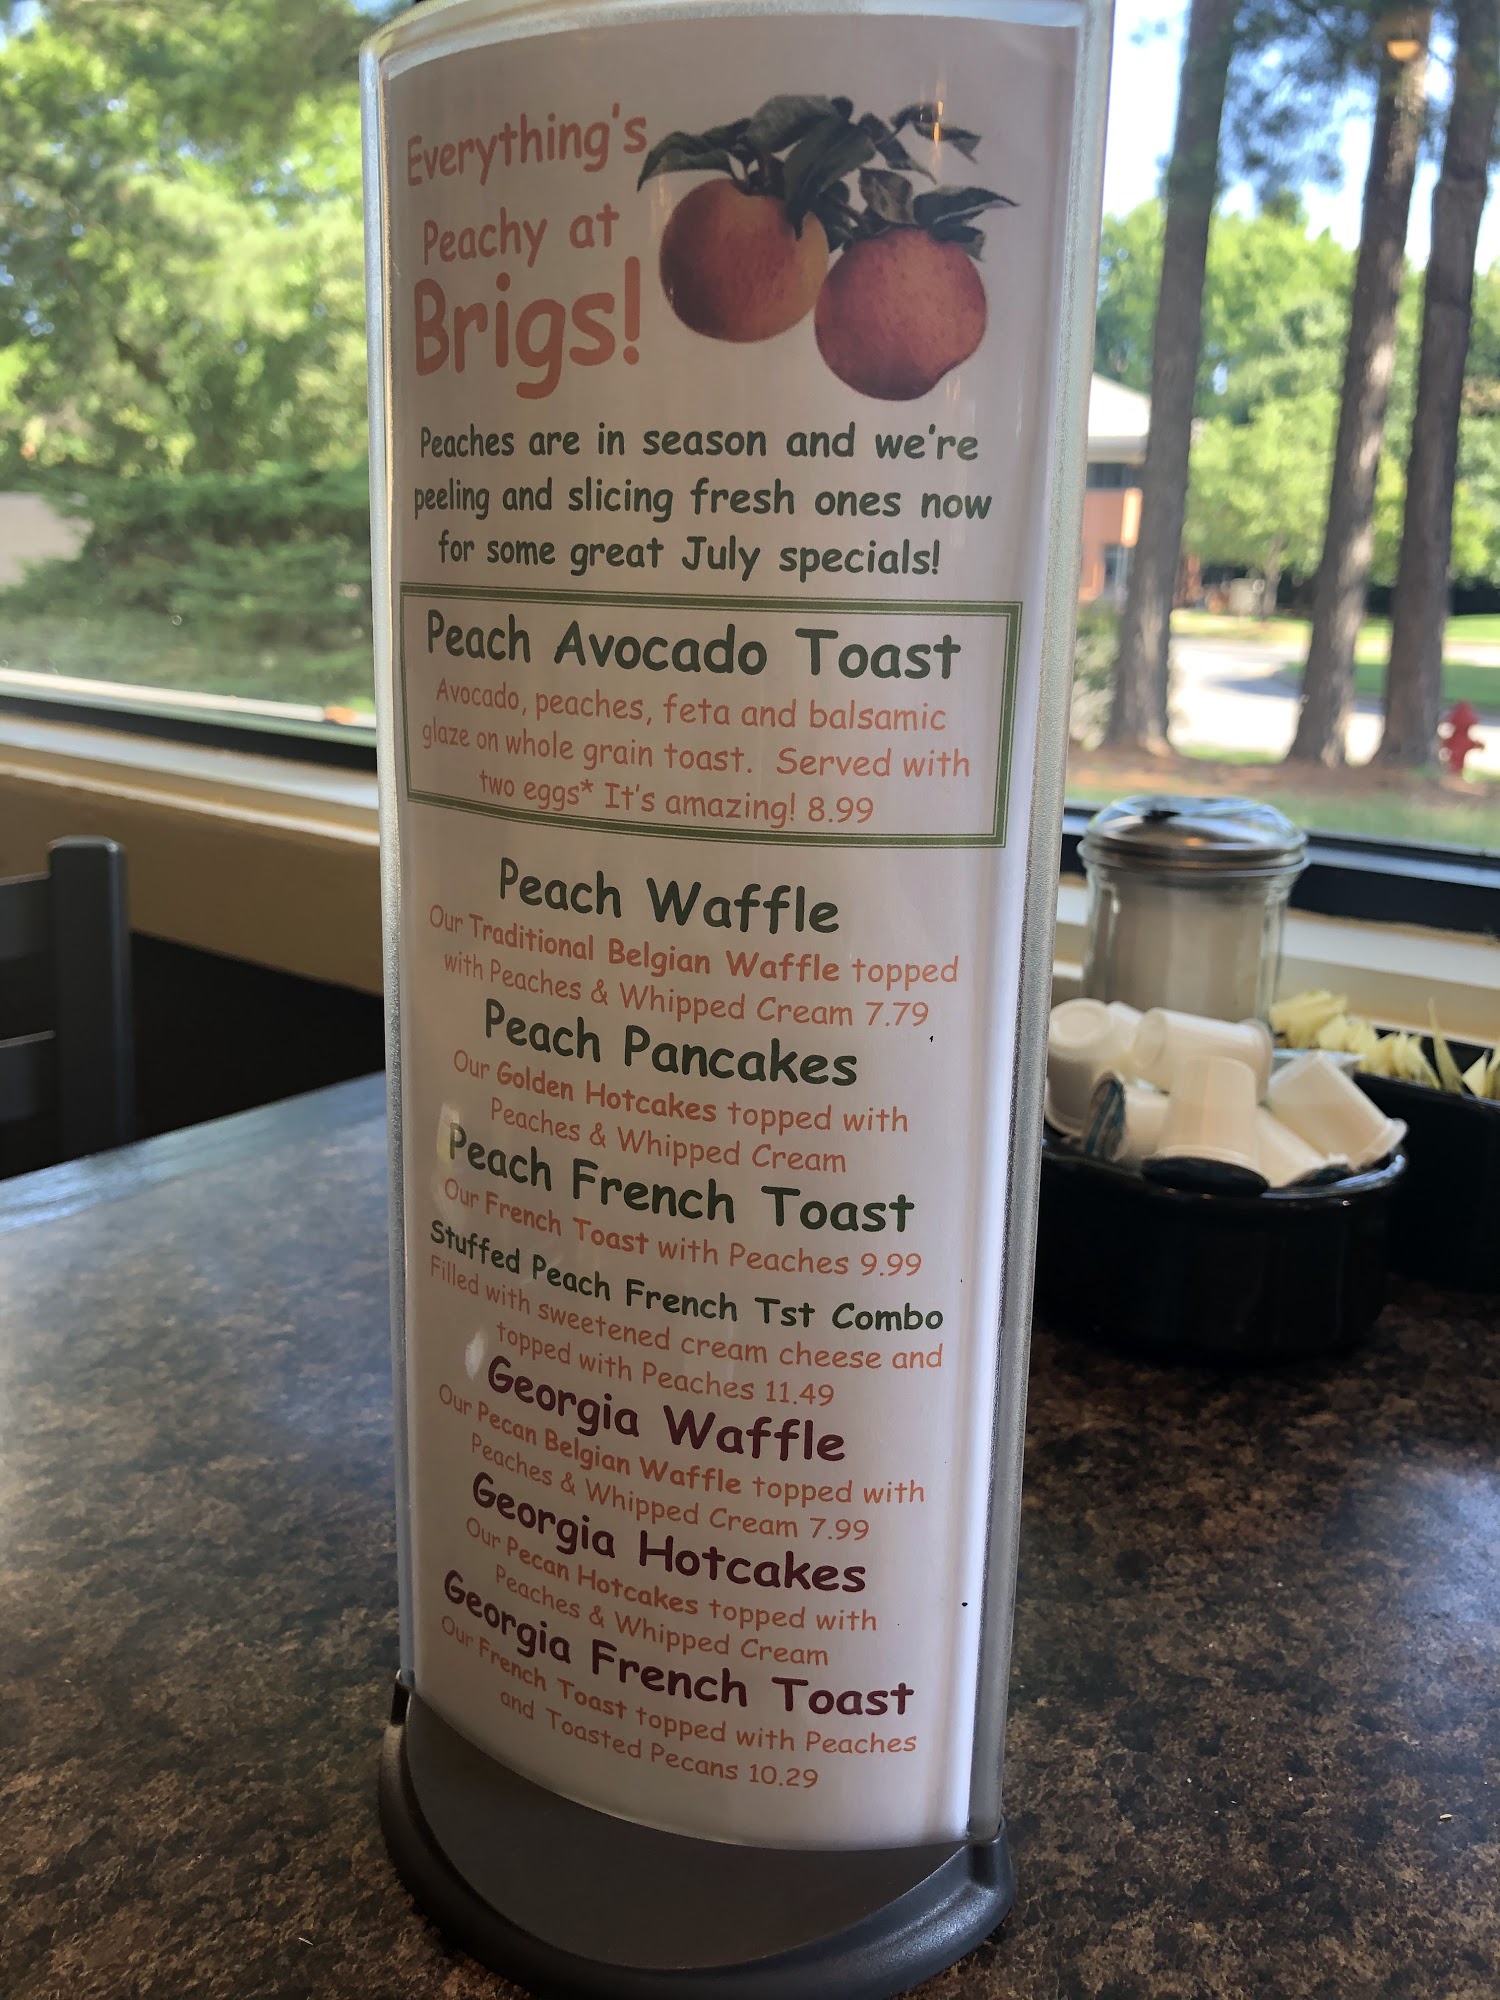 Everything's
Peachy at
Brigs!
Peaches are in season and we're
peeling and slicing fresh ones now
for some great July specials!
Peach Avocado Toast
Avocado, peaches, feta and balsamic
glaze on whole grain toast. Served with
two eggs* It's amazing! 8.99
Peach Waffle
Our Traditional Belgian Waffle topped
with Peaches & Whipped Cream 7.79
Peach Pancakes
Our Golden Hotcakes topped with
Peaches & Whipped Cream
Peach French Toast
Our French Toast with Peaches 9.99
Stuffed Peach French Tst Combo
Filled with sweetened cream cheese and
topped with Peaches 11.49
Georgia Waffle
Our Pecan Belgian Waffle topped with
Peaches & Whipped Cream 7.99
Georgia Hotcakes
Our Pecan Hotcakes topped with
Peaches & Whipped Cream
Georgia French Toast
Our French Toast topped with Peaches
and Toasted Pecans 10.29